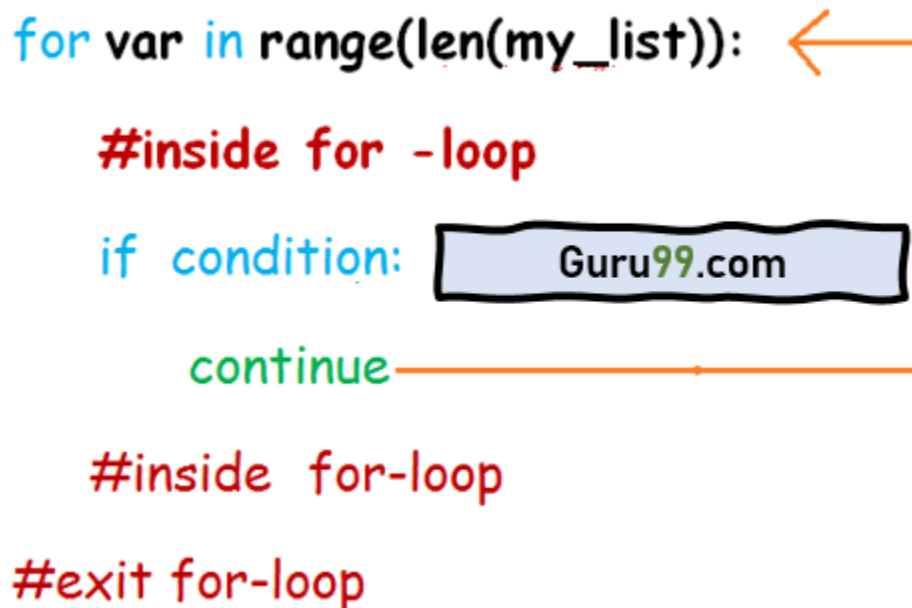 for var in range(len(my_list)):
#inside for -loop
if condition:
Guru99.com
continue
#inside for-loop
#exit for-loop